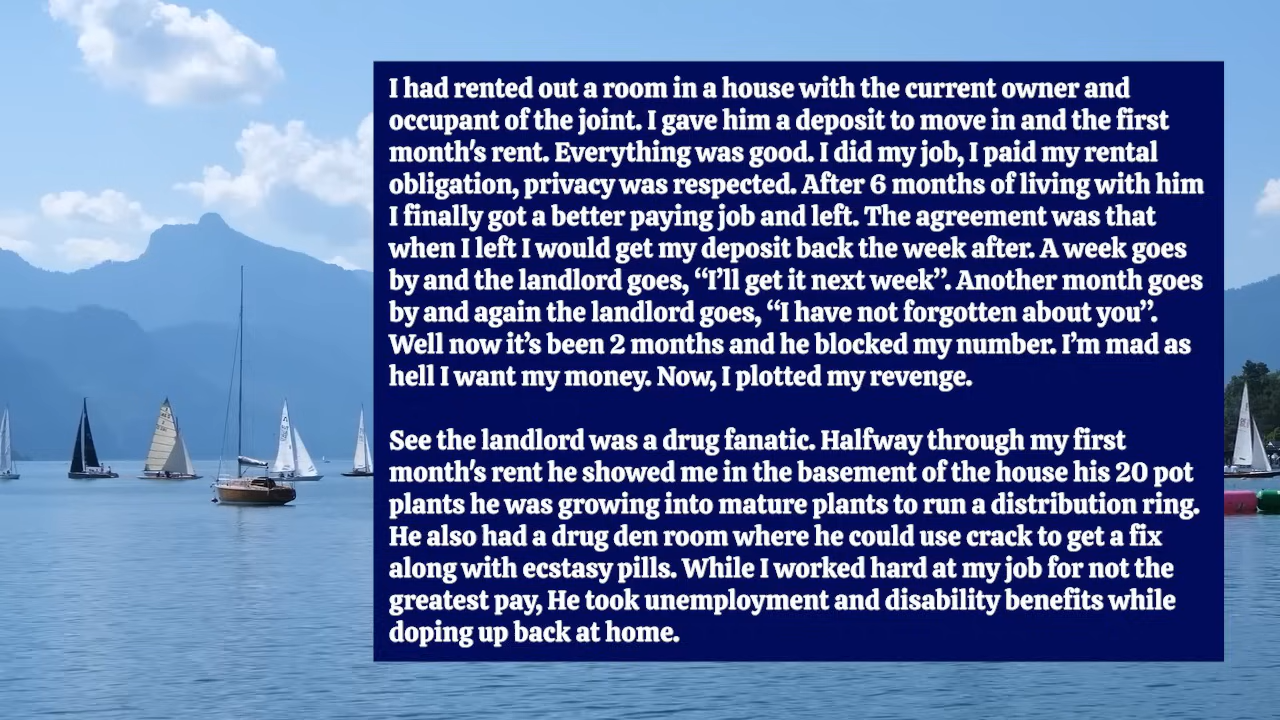 I had rented out a room in a house with the current owner and
occupant of the joint. I gave him a deposit to move in and the first
month's rent. Everything was good. I did my job, I paid my rental
obligation, privacy was respected. After 6 months of living with him
I finally got a better paying job and left. The agreement was that
when I left I would get my deposit back the week after. A week goes
by and the landlord goes, “I’ll get it next week”. Another month goes
by and again the landlord goes, “I have not forgotten about you”.
Well now it’s been 2 months and he blocked my number. I’m mad as
hell I want my money. Now, I plotted my revenge.

See the landlord was a drug fanatic. Halfway through my first
month's rent he showed me in the basement of the house his 20 pot
plants he was growing into mature plants to run a distribution ring.
He also had a drug den room where he could use crack to get a fix
along with ecstasy pills. While I worked hard at my job for not the
greatest pay, He took unemployment and disability benefits while
doping up back at home.